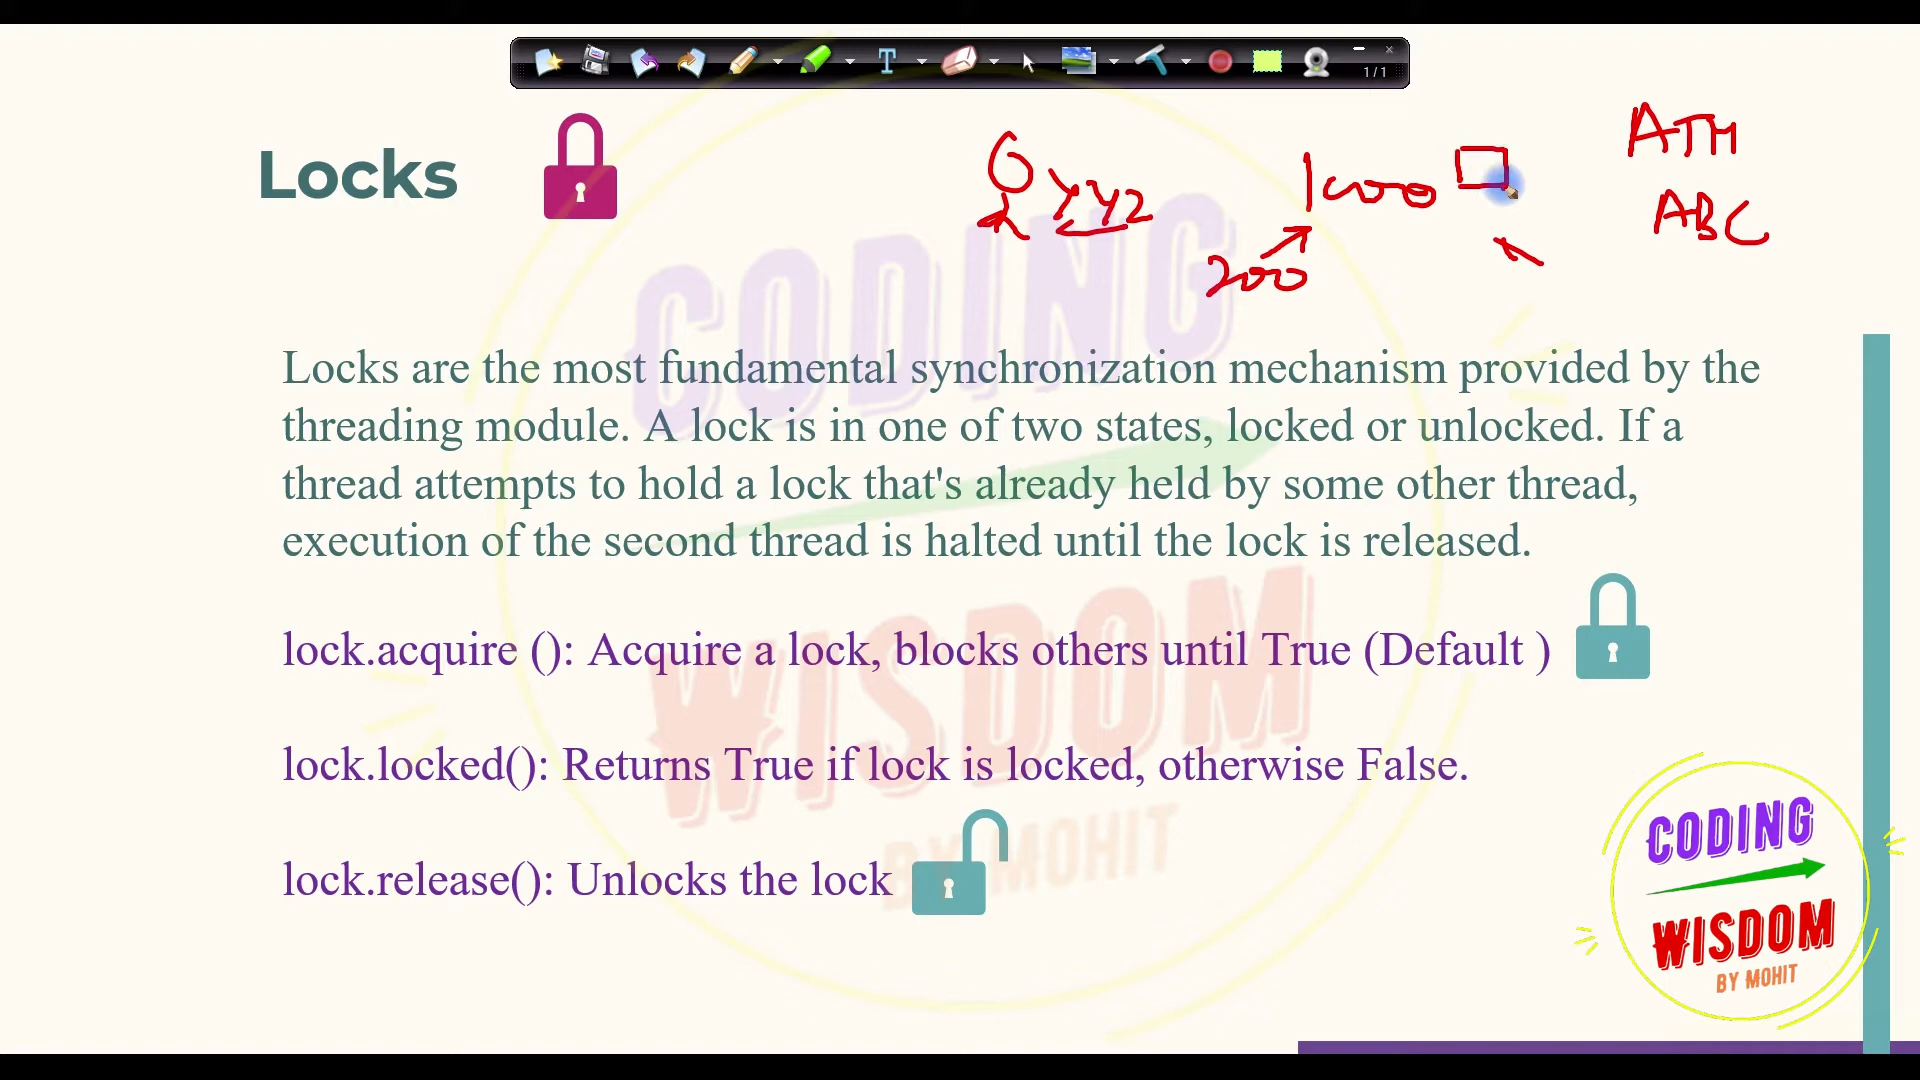 1/1
Locks
1000
ATM
200
ABC
Locks are the most fundamental synchronization mechanism provided by the
threading module. A lock is in one of two states, locked or unlocked. If a
thread attempts to hold a lock that's already held by some other thread,
execution of the second thread is halted until the lock is released.
lock.acquire (): Acquire a lock, blocks others until True (Default )
lock.locked(): Returns True if lock is locked, otherwise False.
lock.release(): Unlocks the lock
CODING
WISDOM
BY MOHIT
CODING
WISDOM
BY MOHIT